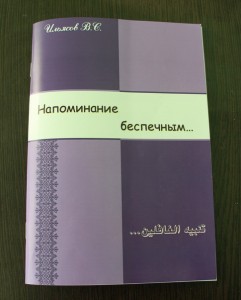 Ильясов В.С.
Напоминание
беспечным...
تنبيه الغافلين...